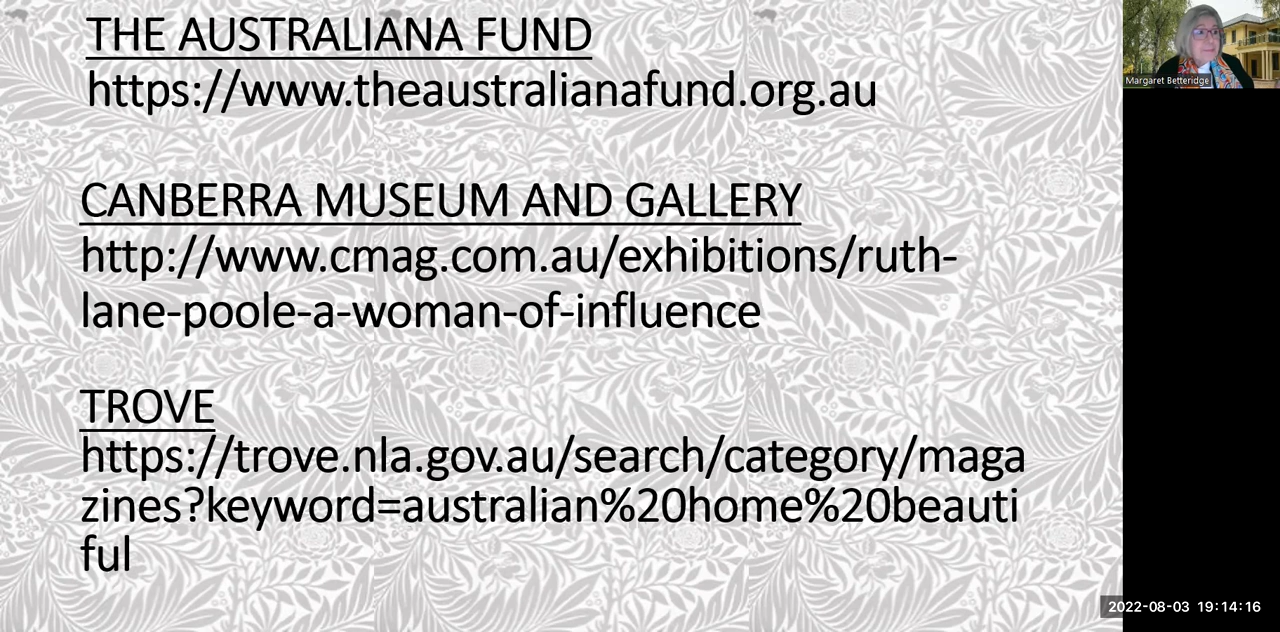 THE AUSTRALIANA FUND
https://www.theaustralianafund.org.au
CANBERRA MUSEUM AND GALLERY
http://www.cmag.com.au/exhibitions/ruth-
lane-poole-a-woman-of-influence
TROVE
https://trove.nla.gov.au/search/category/maga
zines?keyword=australian%20home%20beauti
ful
Margaret Betteridge
2022-08-03 19:14:16